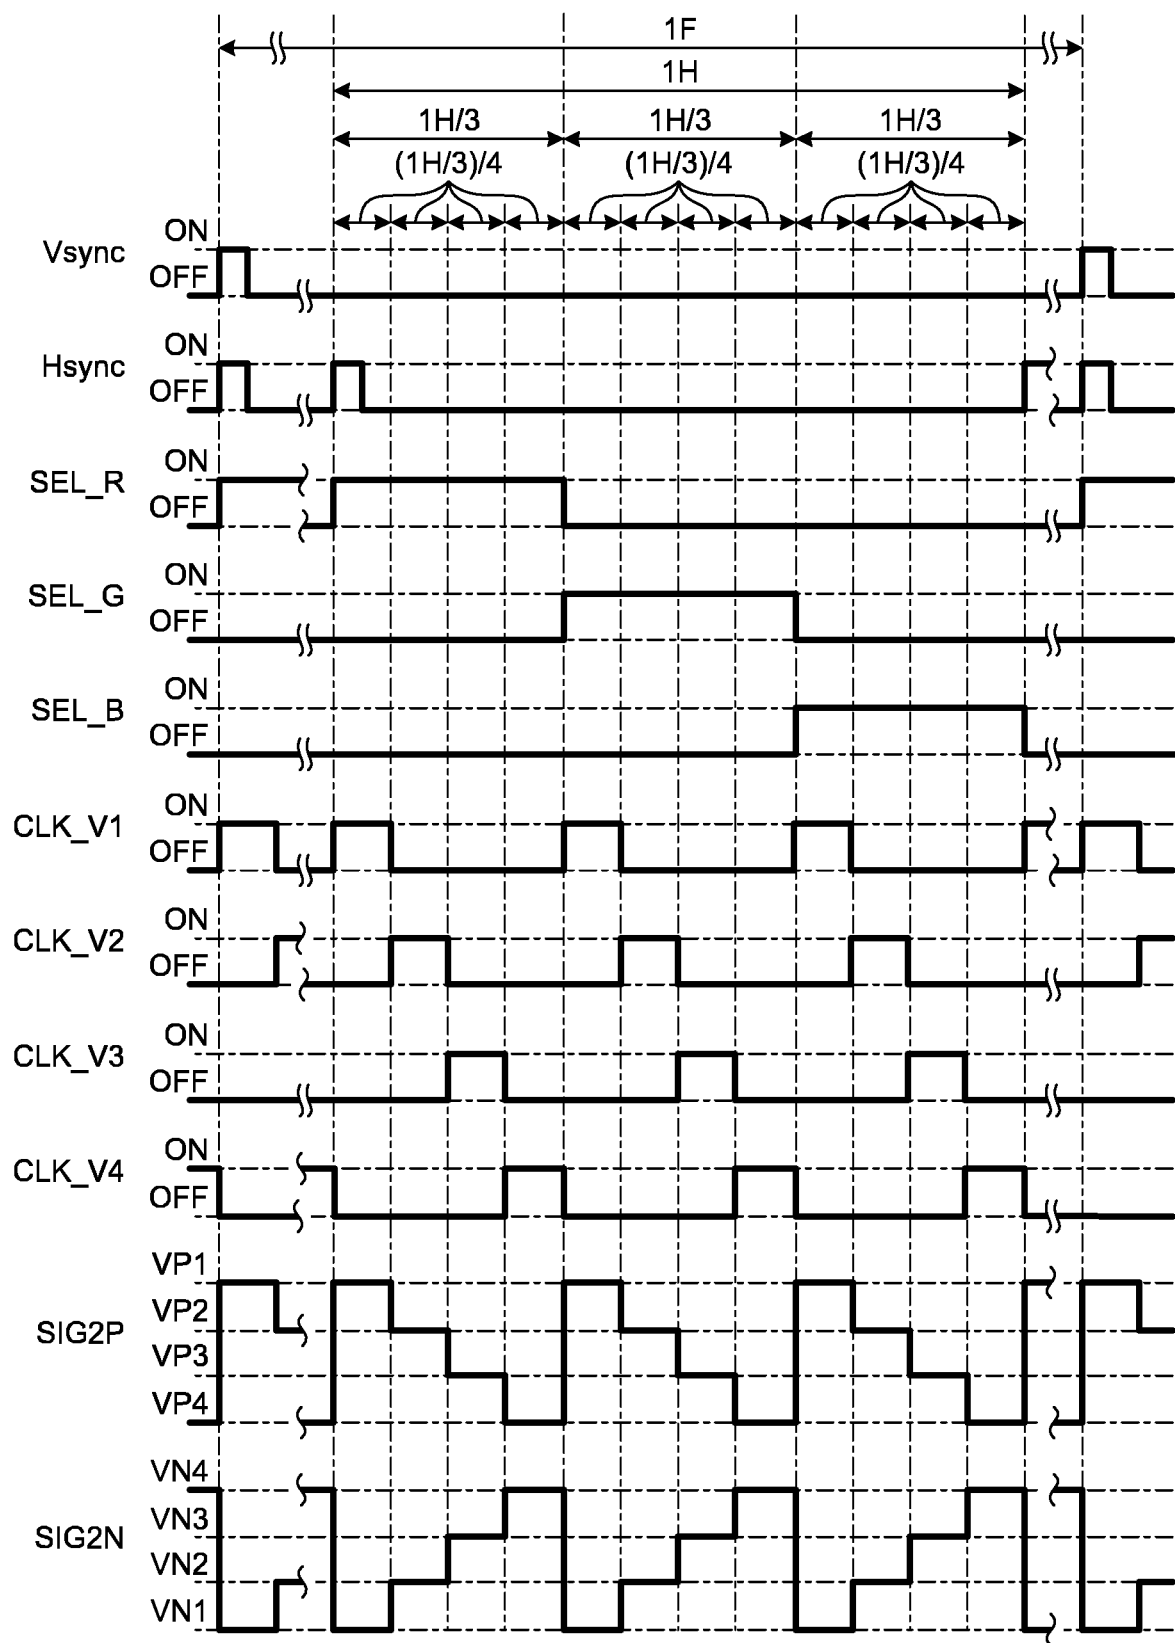 1F
1H
1H/3 1H/3 1H/3
(1H/3)/4 (1H/3)/4 (1H/3)/4
Vsync ON
OFF
Hsync ON
OFF
SEL_R ON
OFF
SEL_G ON
OFF
SEL_B ON
OFF
CLK_V1 ON
OFF
CLK_V2 ON
OFF
CLK_V3 ON
OFF
CLK_V4 ON
OFF
SIG2P VP1
VP2
VP3
VP4
SIG2N VN4
VN3
VN2
VN1